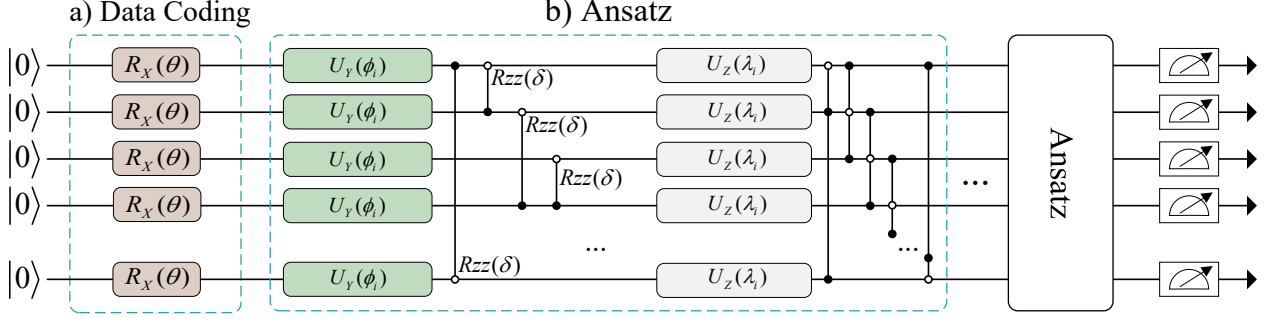 a) Data Coding b) Ansatz
|0⟩ R_X(θ) U_Y(ϕ_i) Rzz(δ) U_Z(λ_i)
|0⟩ R_X(θ) U_Y(ϕ_i) Rzz(δ) U_Z(λ_i)
|0⟩ R_X(θ) U_Y(ϕ_i) Rzz(δ) U_Z(λ_i) ...
|0⟩ R_X(θ) U_Y(ϕ_i) U_Z(λ_i)
... ...
|0⟩ R_X(θ) U_Y(ϕ_i) Rzz(δ) U_Z(λ_i)
Ansatz